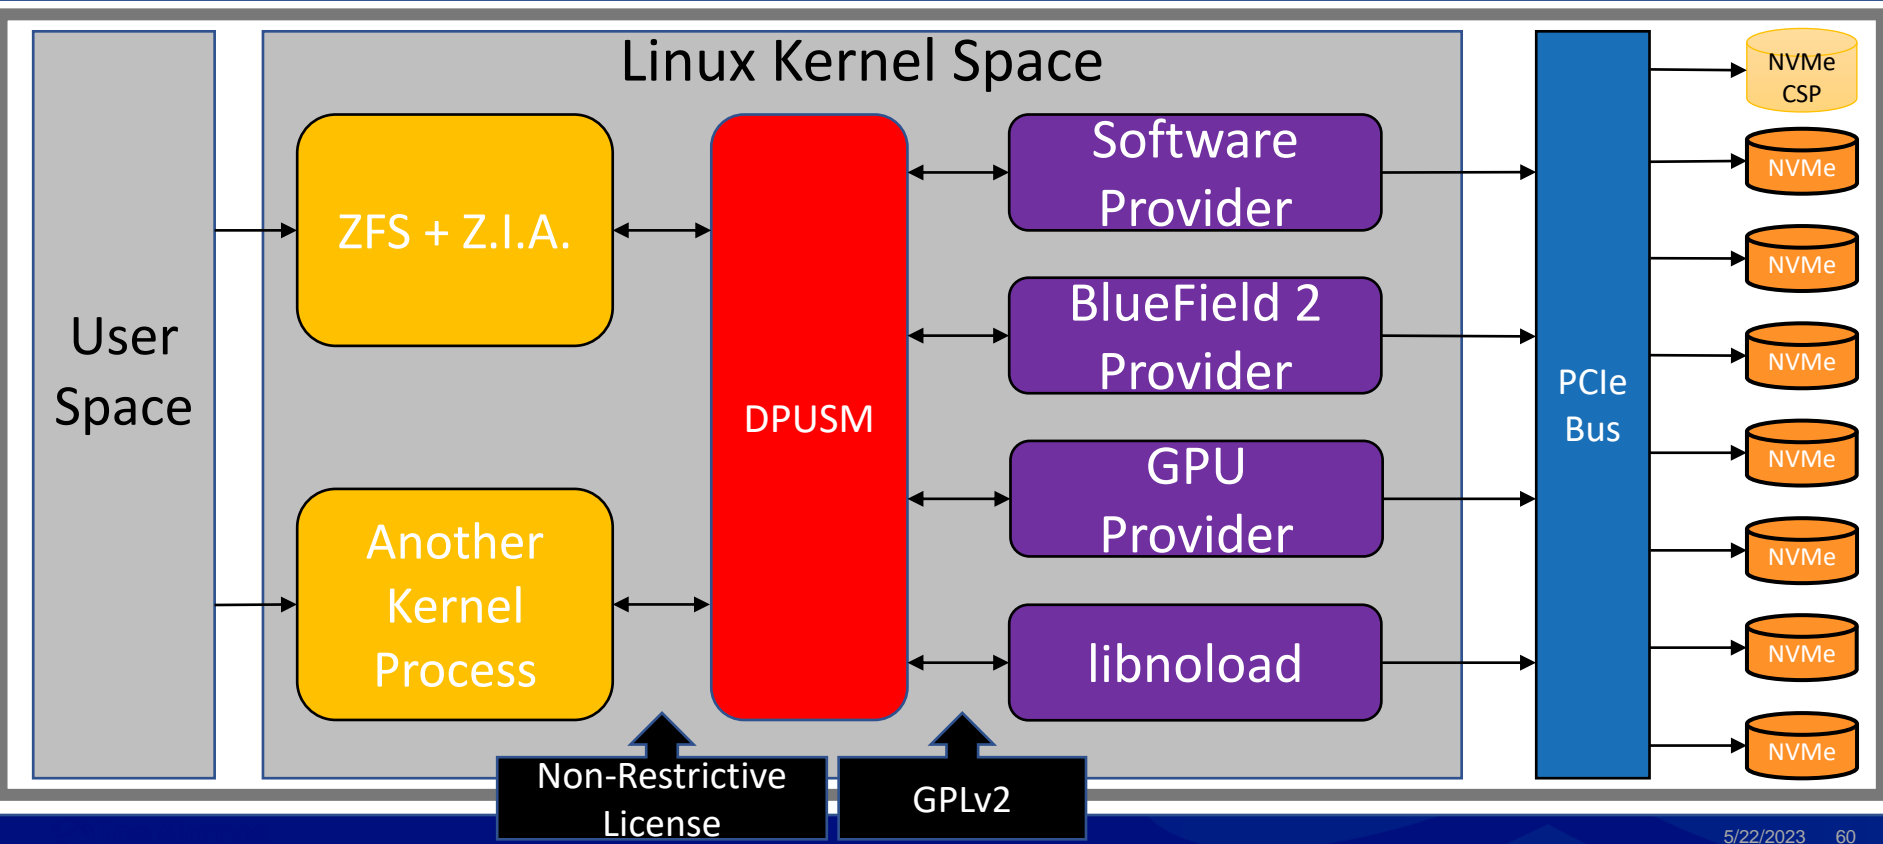 Linux Kernel Space
User
Space
ZFS + Z.I.A.
Another
Kernel
Process
DPUSM
Software
Provider
BlueField 2
Provider
GPU
Provider
libnoload
PCIe
Bus
NVMe
CSP
NVMe
NVMe
NVMe
NVMe
NVMe
NVMe
NVMe
Non-Restrictive
License
GPLv2
5/22/2023 60